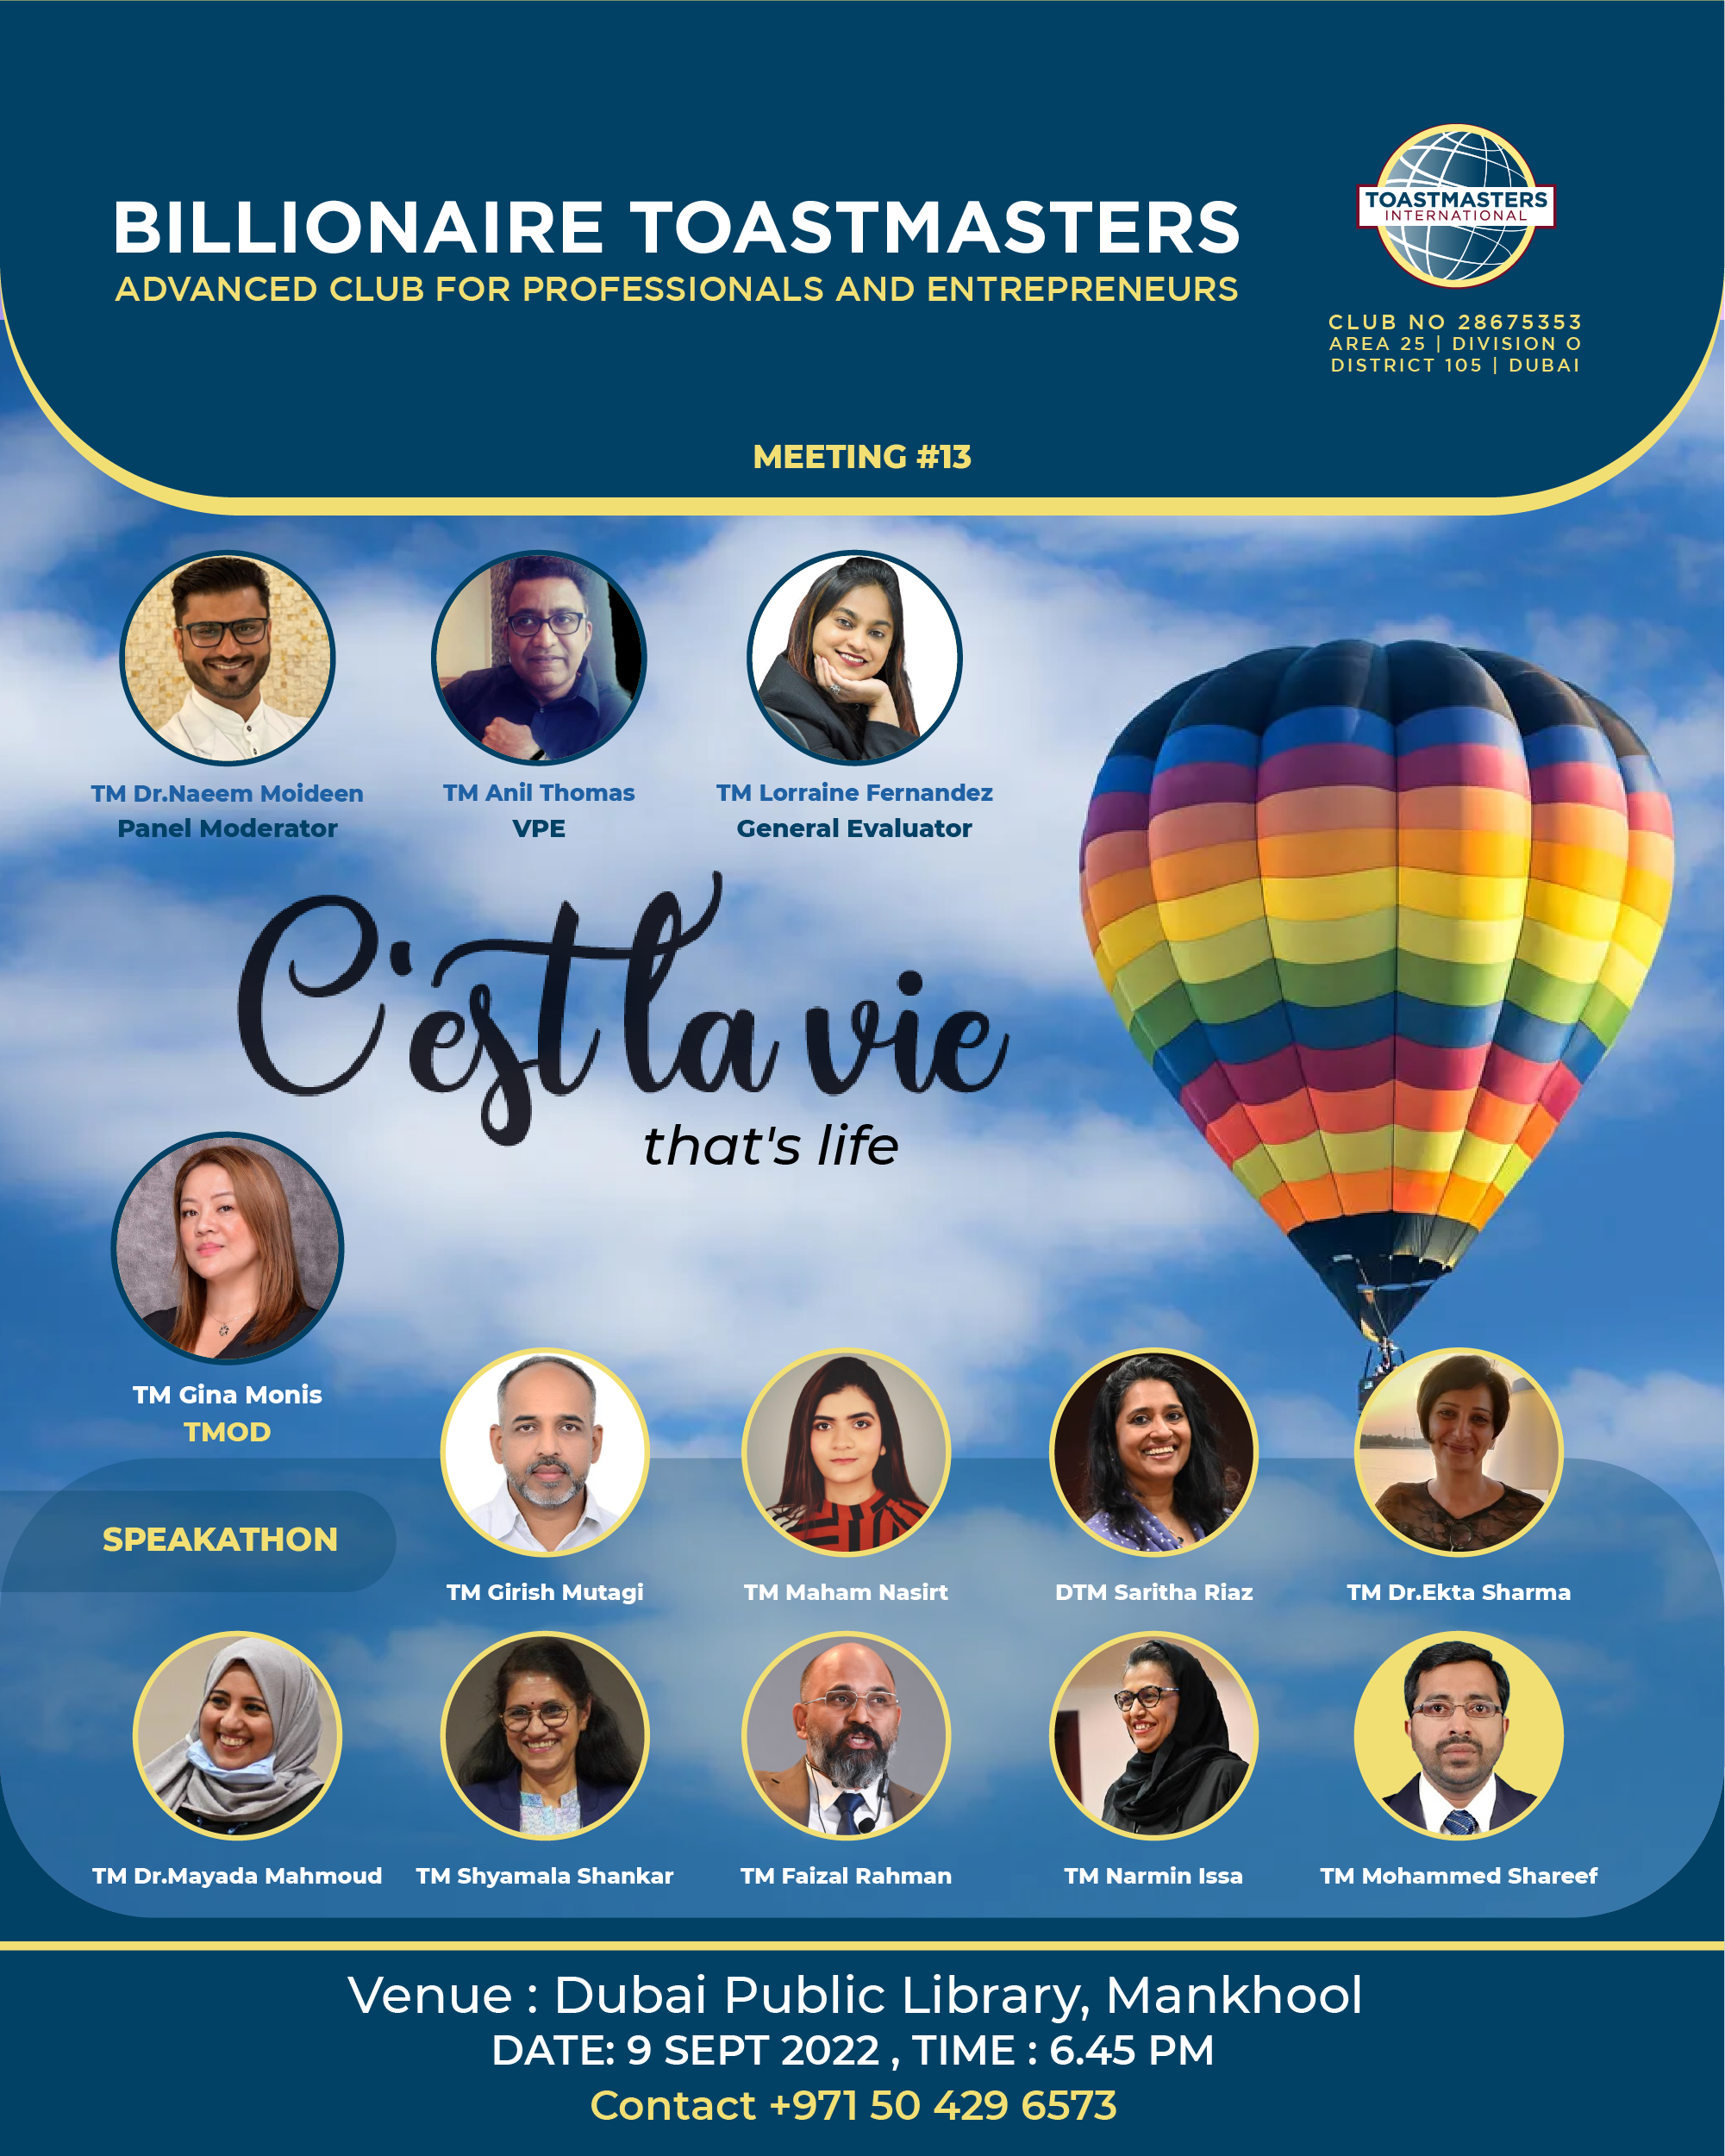 BILLIONAIRE TOASTMASTERS
ADVANCED CLUB FOR PROFESSIONALS AND ENTREPRENEURS
TOASTMASTERS
INTERNATIONAL
CLUB NO 28675353
AREA 25 | DIVISION O
DISTRICT 105 | DUBAI
MEETING #13
TM Dr.Naeem Moideen
Panel Moderator
TM Anil Thomas
VPE
TM Lorraine Fernandez
General Evaluator
C'est la vie
that's life
TM Gina Monis
TMOD
SPEAKATHON
TM Girish Mutagi
TM Maham Nasirt
DTM Saritha Riaz
TM Dr.Ekta Sharma
TM Dr.Mayada Mahmoud
TM Shyamala Shankar
TM Faizal Rahman
TM Narmin Issa
TM Mohammed Shareef
Venue : Dubai Public Library, Mankhool
DATE: 9 SEPT 2022 , TIME : 6.45 PM
Contact +971 50 429 6573